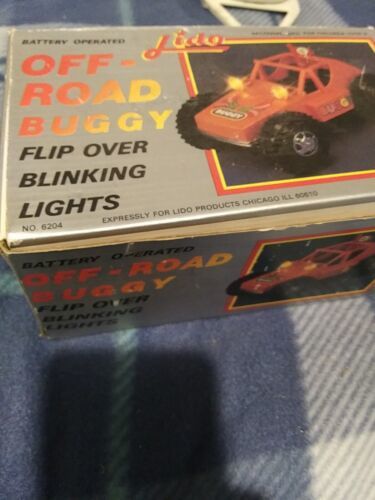 BATTERY OPERATED
Lido
OFF-
ROAD
BUGGY
FLIP OVER
BLINKING
LIGHTS
NO. 6204
EXPRESSLY FOR LIDO PRODUCTS CHICAGO ILL 60610
BUGGY
BATTERY OPERATED
OFF-ROAD
BUGGY
FLIP OVER
BLINKING
LIGHTS